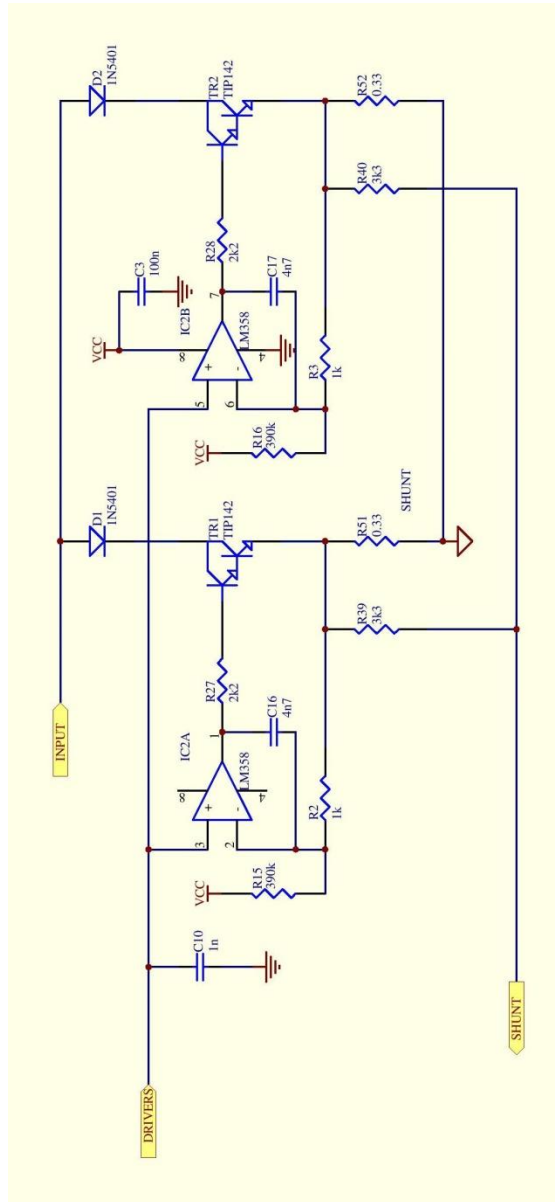 INPUT
DRIVERS
SHUNT
D1
1N5401
D2
1N5401
TR1
TIP142
TR2
TIP142
R27
2k2
R28
2k2
IC2A
LM358
3
2
1
8
4
+
-
IC2B
LM358
5
6
7
8
4
+
-
C16
4n7
C17
4n7
C3
100n
C10
1n
VCC
VCC
VCC
R15
390k
R16
390k
R2
1k
R3
1k
R39
3k3
R40
3k3
R51
0.33
R52
0.33
SHUNT